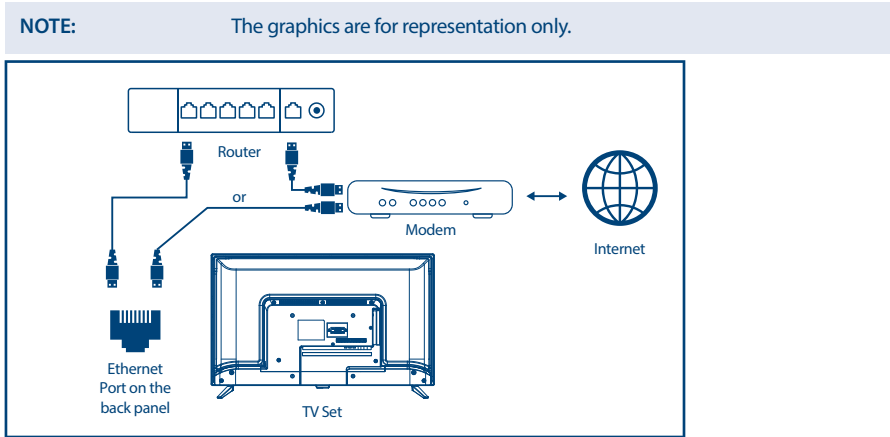 NOTE: The graphics are for representation only.
Router
or
Modem
Internet
Ethernet
Port on the
back panel
TV Set